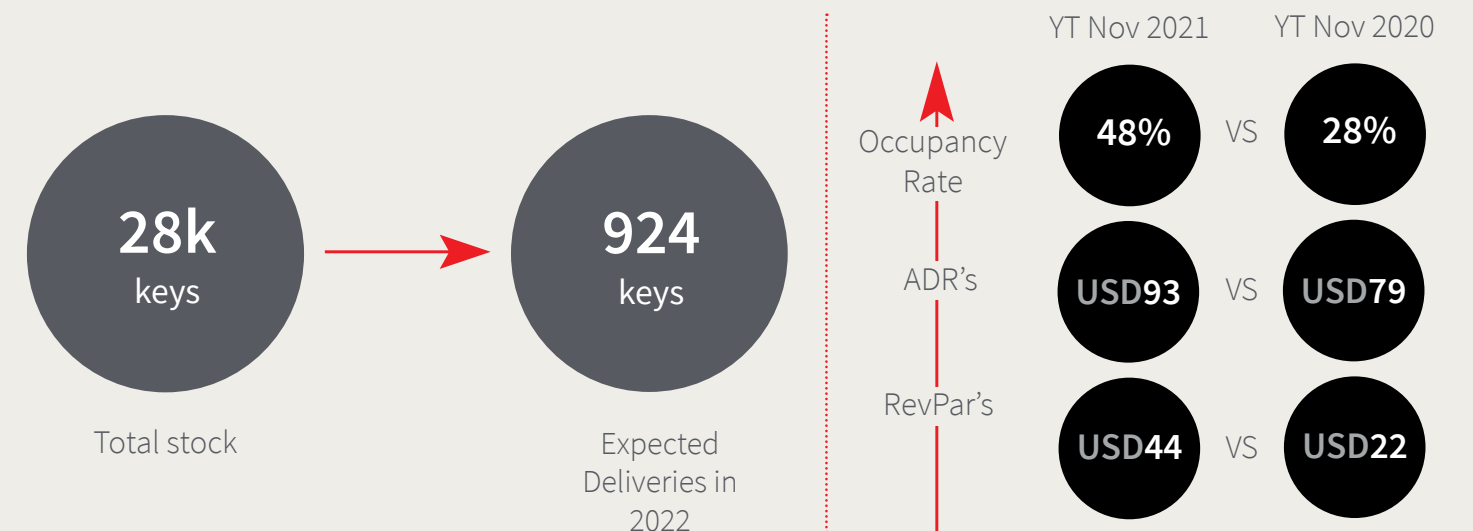 28k
keys
Total stock
924
keys
Expected
Deliveries in
2022
YT Nov 2021 YT Nov 2020
Occupancy
Rate
48% VS 28%
ADR's
USD93 VS USD79
RevPar's
USD44 VS USD22